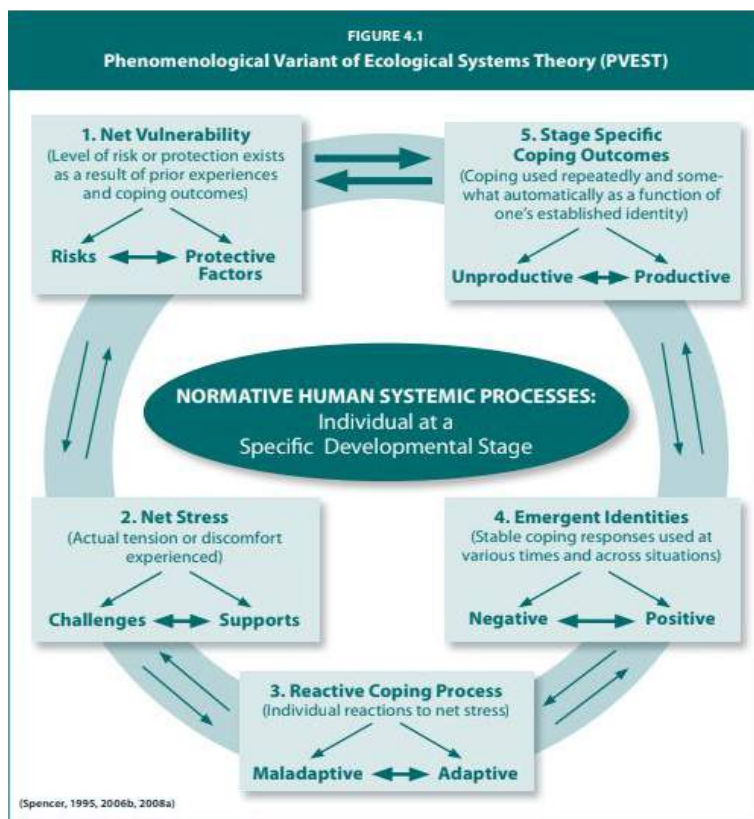 FIGURE 4.1
Phenomenological Variant of Ecological Systems Theory (PVEST)
1. Net Vulnerability
(Level of risk or protection exists
as a result of prior experiences
and coping outcomes)
Risks
Protective
Factors
5. Stage Specific
Coping Outcomes
(Coping used repeatedly and some-
what automatically as a function of
one's established identity)
Unproductive
Productive
NORMATIVE HUMAN SYSTEMIC PROCESSES:
Individual at a
Specific Developmental Stage
2. Net Stress
(Actual tension or discomfort
experienced)
Challenges
Supports
4. Emergent Identities
(Stable coping responses used at
various times and across situations)
Negative
Positive
3. Reactive Coping Process
(Individual reactions to net stress)
Maladaptive
Adaptive
(Spencer, 1995, 2006b, 2008a)